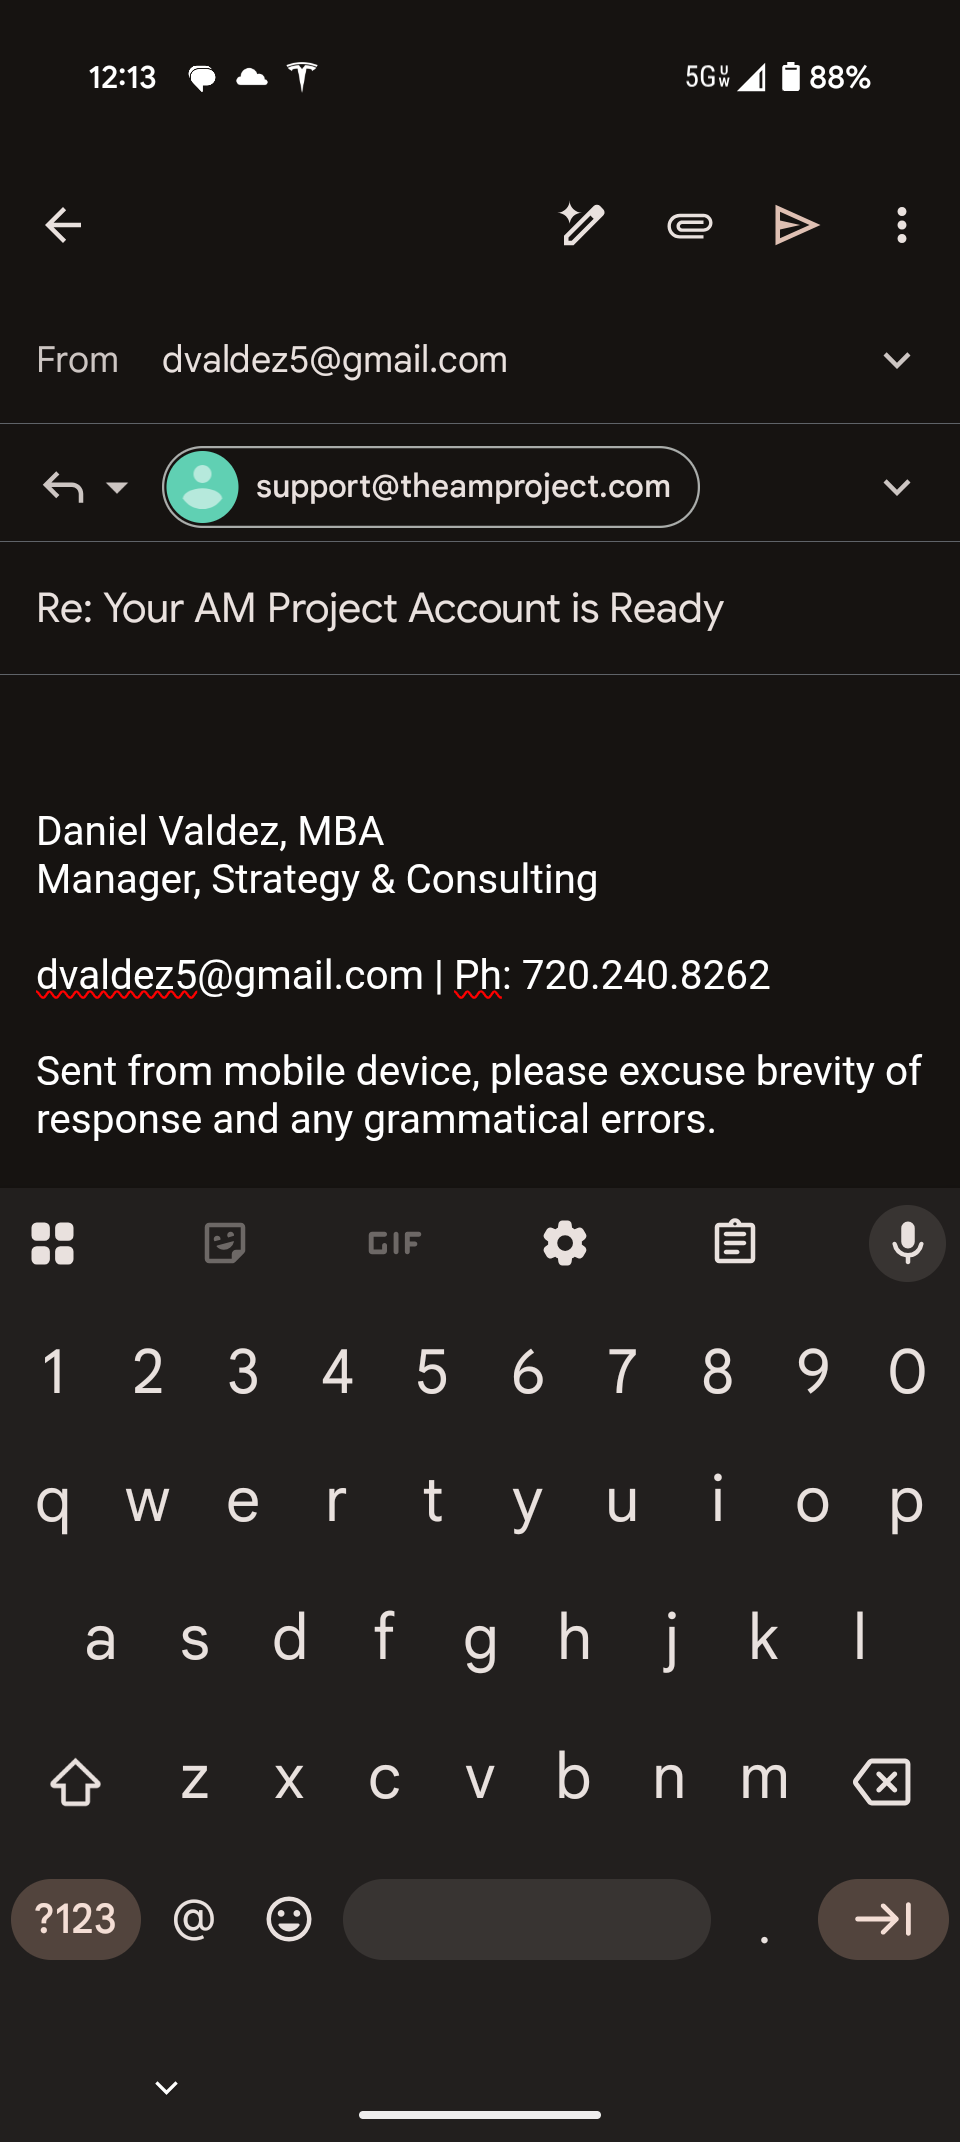 12:13 5G UW 88%
From dvaldez5@gmail.com
support@theamproject.com
Re: Your AM Project Account is Ready
Daniel Valdez, MBA
Manager, Strategy & Consulting
dvaldez5@gmail.com | Ph: 720.240.8262
Sent from mobile device, please excuse brevity of
response and any grammatical errors.
GIF
1 2 3 4 5 6 7 8 9 0
q w e r t y u i o p
a s d f g h j k l
z x c v b n m
?123 @ .